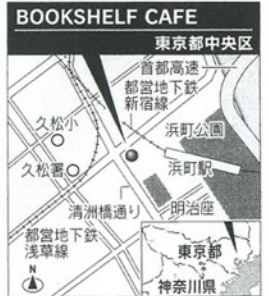 BOOKSHELF CAFE
東京都中央区
首都高速
都営地下鉄
新宿線
久松小
浜町公園
久松署
浜町駅
清洲橋通り
明治座
都営地下鉄
浅草線
N
東京都
神奈川県